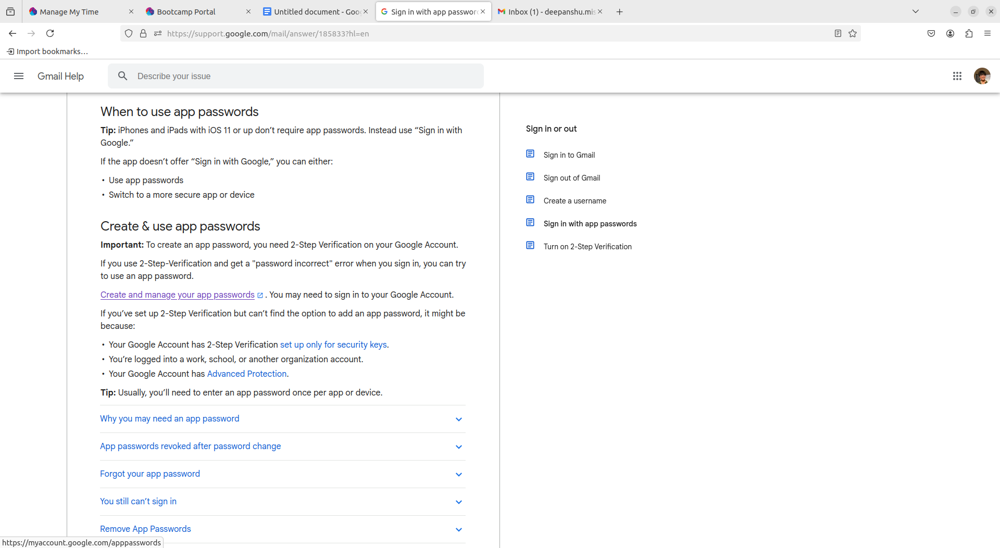 Manage My Time
Bootcamp Portal
Untitled document - Goo
Sign in with app passwor
Inbox (1) - deepanshu.mis
https://support.google.com/mail/answer/185833?hl=en
Import bookmarks…
Gmail Help
Describe your issue
When to use app passwords
Tip: iPhones and iPads with iOS 11 or up don’t require app passwords. Instead use “Sign in with
Google.”
If the app doesn’t offer “Sign in with Google,” you can either:
• Use app passwords
• Switch to a more secure app or device
Create & use app passwords
Important: To create an app password, you need 2-Step Verification on your Google Account.
If you use 2-Step-Verification and get a "password incorrect" error when you sign in, you can try
to use an app password.
Create and manage your app passwords . You may need to sign in to your Google Account.
If you’ve set up 2-Step Verification but can’t find the option to add an app password, it might be
because:
• Your Google Account has 2-Step Verification set up only for security keys.
• You’re logged into a work, school, or another organization account.
• Your Google Account has Advanced Protection.
Tip: Usually, you’ll need to enter an app password once per app or device.
Why you may need an app password
App passwords revoked after password change
Forgot your app password
You still can’t sign in
Remove App Passwords
Sign in or out
Sign in to Gmail
Sign out of Gmail
Create a username
Sign in with app passwords
Turn on 2-Step Verification
https://myaccount.google.com/apppasswords